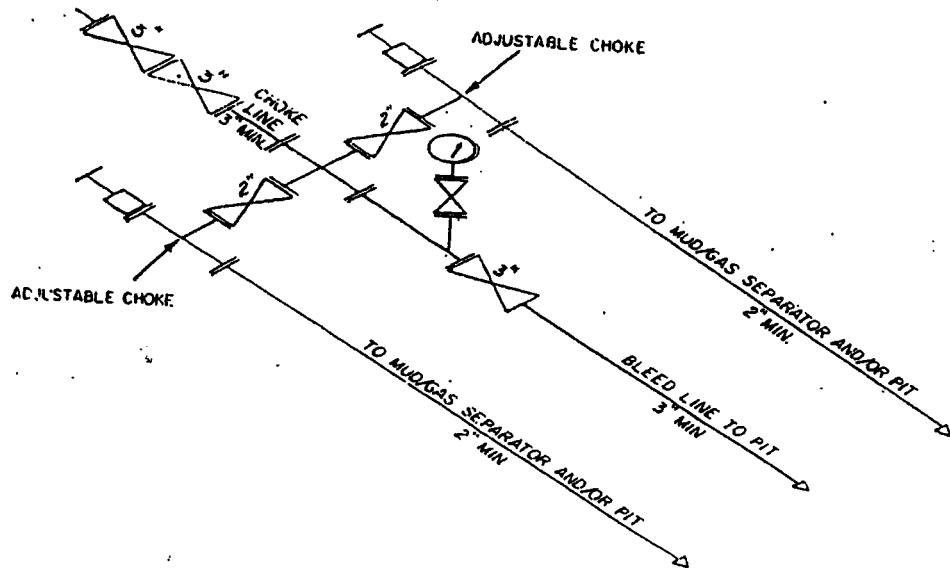 3"
3"
CHOKE
LINE
3" MIN.
ADJUSTABLE CHOKE
2"
2"
3"
ADJUSTABLE CHOKE
TO MUD/GAS SEPARATOR AND/OR PIT
2" MIN.
BLEED LINE TO PIT
3" MIN
TO MUD/GAS SEPARATOR AND/OR PIT
2" MIN